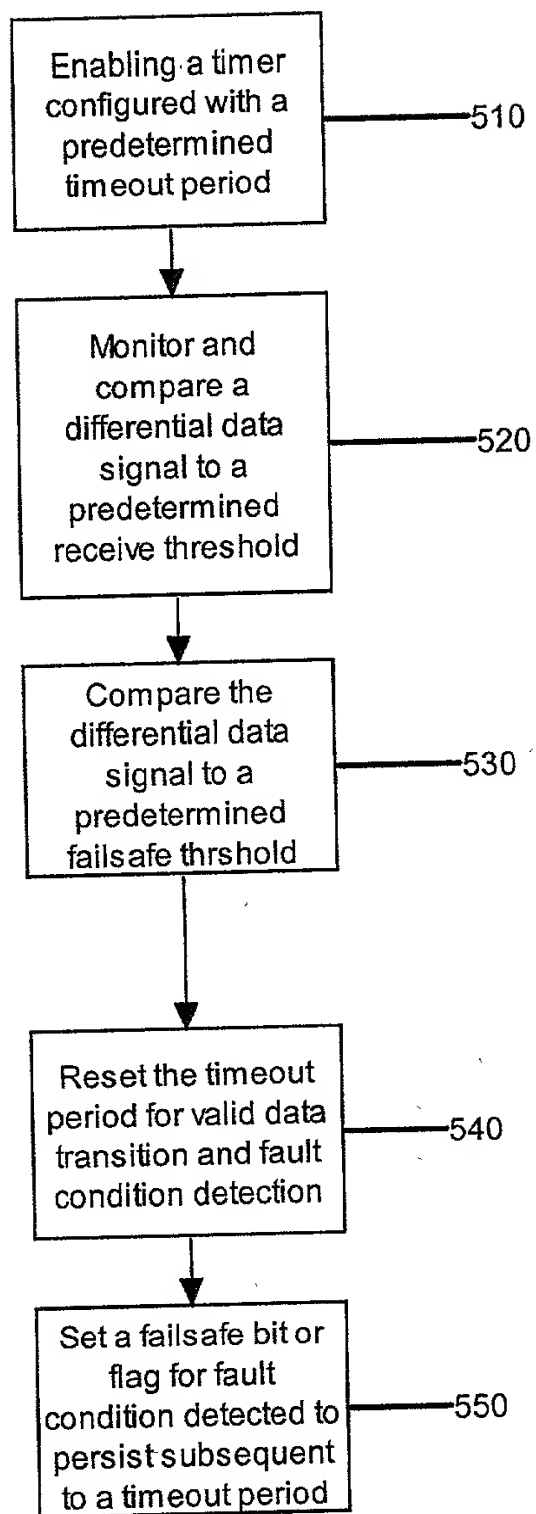 Enabling a timer
configured with a
predetermined
timeout period
510
Monitor and
compare a
differential data
signal to a
predetermined
receive threshold
520
Compare the
differential data
signal to a
predetermined
failsafe thrshold
530
Reset the timeout
period for valid data
transition and fault
condition detection
540
Set a failsafe bit or
flag for fault
condition detected to
persist subsequent
to a timeout period
550